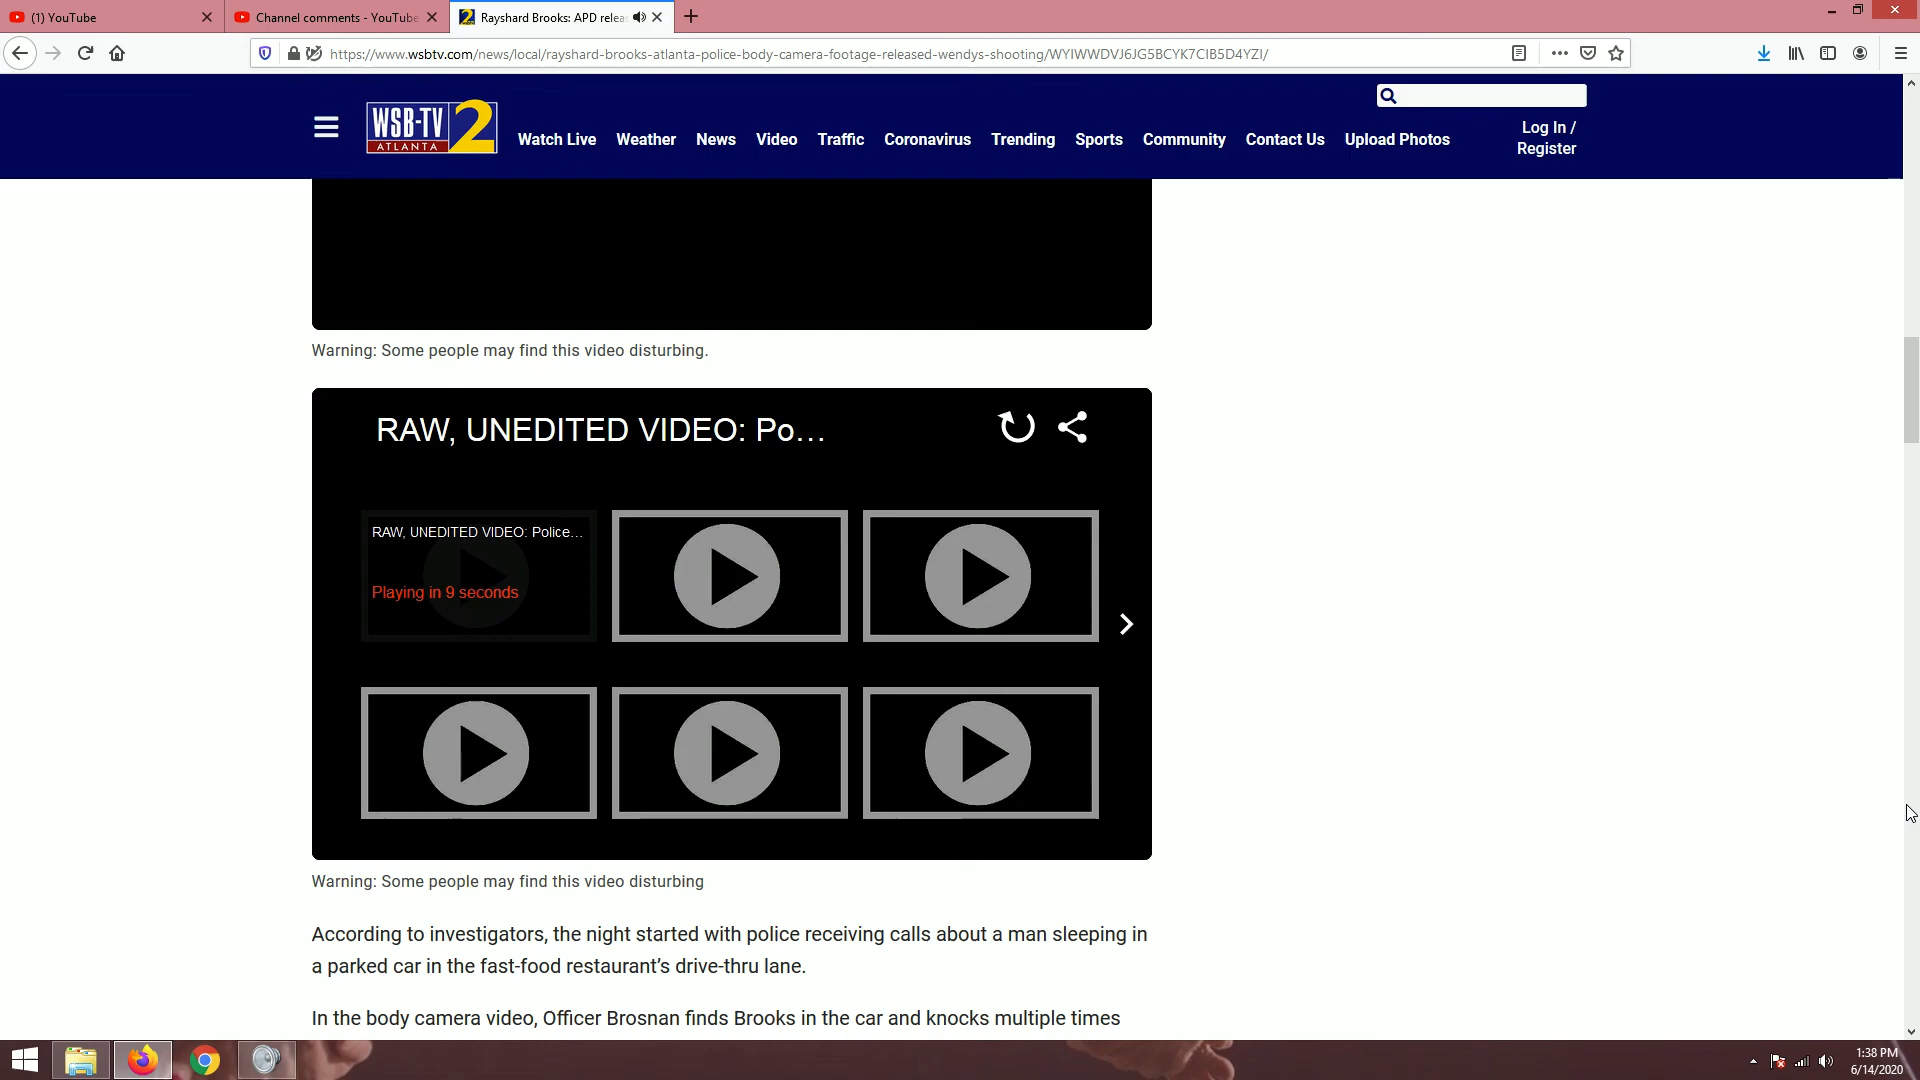 (1) YouTube
Channel comments - YouTube
Rayshard Brooks: APD releas
https://www.wsbtv.com/news/local/rayshard-brooks-atlanta-police-body-camera-footage-released-wendys-shooting/WYIWWDVJ6JG5BCYK7CIB5D4YZI/
WSB-TV 2
ATLANTA
Watch Live Weather News Video Traffic Coronavirus Trending Sports Community Contact Us Upload Photos
Log In /
Register
Warning: Some people may find this video disturbing.
RAW, UNEDITED VIDEO: Po...
RAW, UNEDITED VIDEO: Police...
Playing in 9 seconds
Warning: Some people may find this video disturbing
According to investigators, the night started with police receiving calls about a man sleeping in
a parked car in the fast-food restaurant’s drive-thru lane.
In the body camera video, Officer Brosnan finds Brooks in the car and knocks multiple times
1:38 PM
6/14/2020